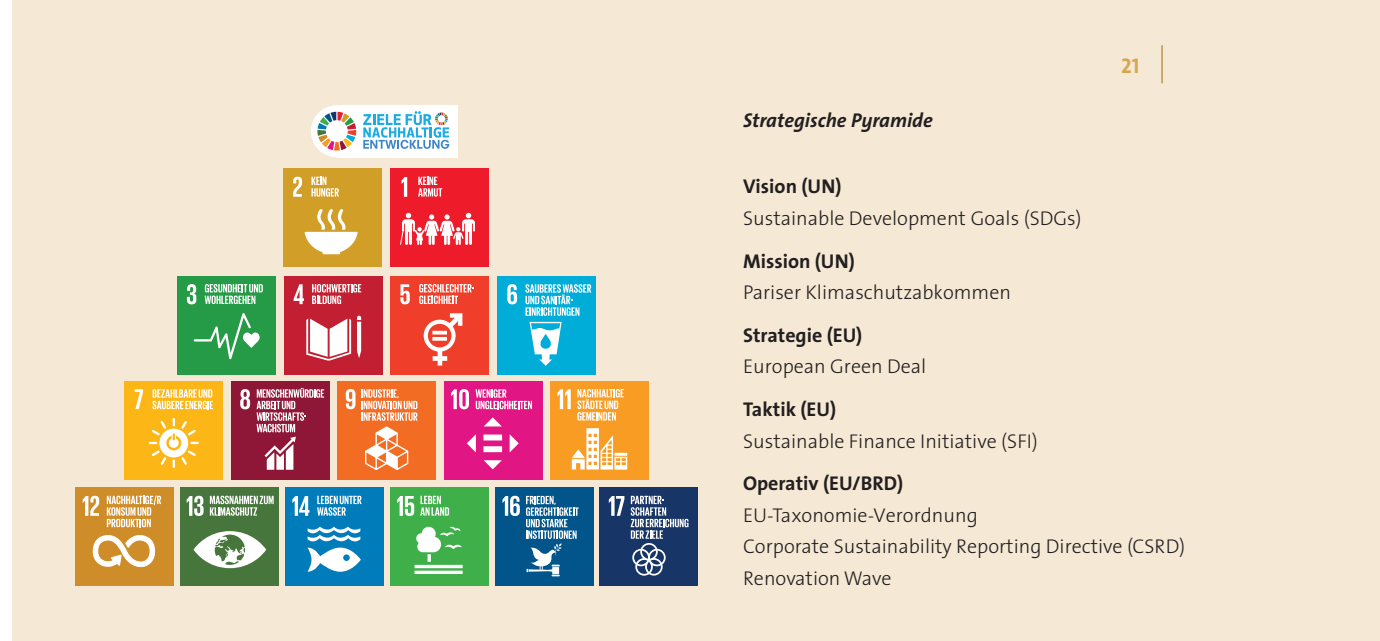 21
ZIELE FÜR
NACHHALTIGE
ENTWICKLUNG
2 KEIN
HUNGER
1 KEINE
ARMUT
3 GESUNDHEIT UND
WOHLERGEHEN
4 HOCHWERTIGE
BILDUNG
5 GESCHLECHTER-
GLEICHHEIT
6 SAUBERES WASSER
UND SANITÄR-
EINRICHTUNGEN
7 BEZAHLBARE UND
SAUBERE ENERGIE
8 MENSCHENWÜRDIGE
ARBEIT UND
WIRTSCHAFTS-
WACHSTUM
9 INDUSTRIE,
INNOVATION UND
INFRASTRUKTUR
10 WENIGER
UNGLEICHHEITEN
11 NACHHALTIGE
STÄDTE UND
GEMEINDEN
12 NACHHALTIGE/R
KONSUM UND
PRODUKTION
13 MASSNAHMEN ZUM
KLIMASCHUTZ
14 LEBEN UNTER
WASSER
15 LEBEN
AN LAND
16 FRIEDEN,
GERECHTIGKEIT
UND STARKE
INSTITUTIONEN
17 PARTNER-
SCHAFTEN
ZUR ERREICHUNG
DER ZIELE
Strategische Pyramide
Vision (UN)
Sustainable Development Goals (SDGs)
Mission (UN)
Pariser Klimaschutzabkommen
Strategie (EU)
European Green Deal
Taktik (EU)
Sustainable Finance Initiative (SFI)
Operativ (EU/BRD)
EU-Taxonomie-Verordnung
Corporate Sustainability Reporting Directive (CSRD)
Renovation Wave